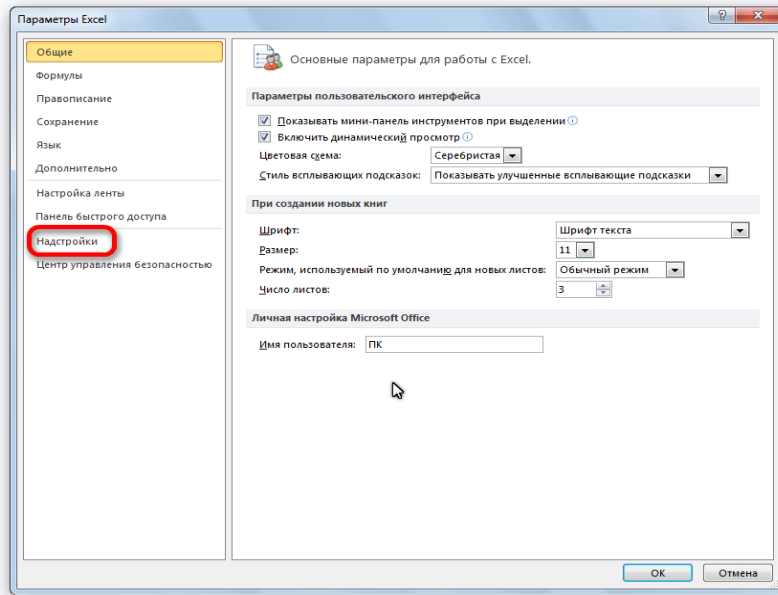 Параметры Excel
Общие
Формулы
Правописание
Сохранение
Язык
Дополнительно
Настройка ленты
Панель быстрого доступа
Надстройки
Центр управления безопасностью
Основные параметры для работы с Excel.
Параметры пользовательского интерфейса
Показывать мини-панель инструментов при выделении
Включить динамический просмотр
Цветовая схема: Серебристая
Стиль всплывающих подсказок: Показывать улучшенные всплывающие подсказки
При создании новых книг
Шрифт: Шрифт текста
Размер: 11
Режим, используемый по умолчанию для новых листов: Обычный режим
Число листов: 3
Личная настройка Microsoft Office
Имя пользователя: ПК
ОК Отмена